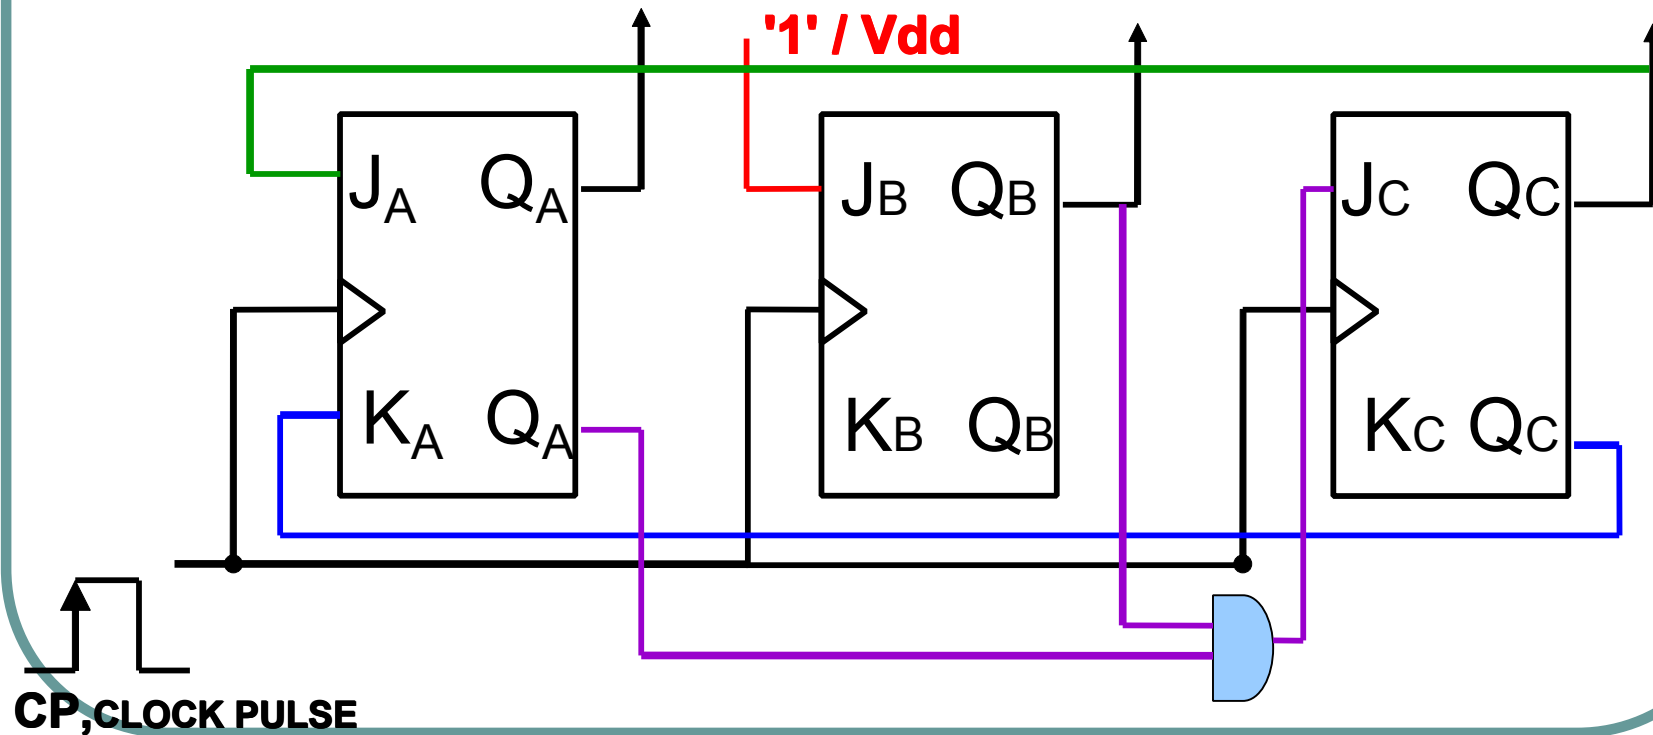 '1' / Vdd
JA QA JB QB JC QC
KA QA KB QB KC QC
CP,CLOCK PULSE